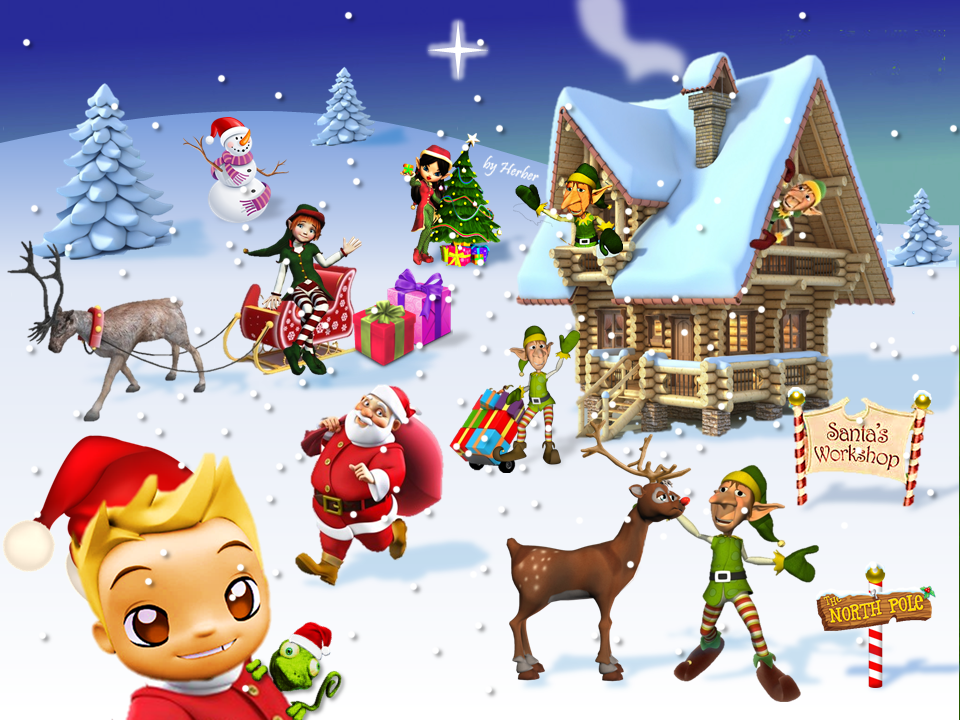 by Herber
Santa's
Workshop
THE
NORTH POLE